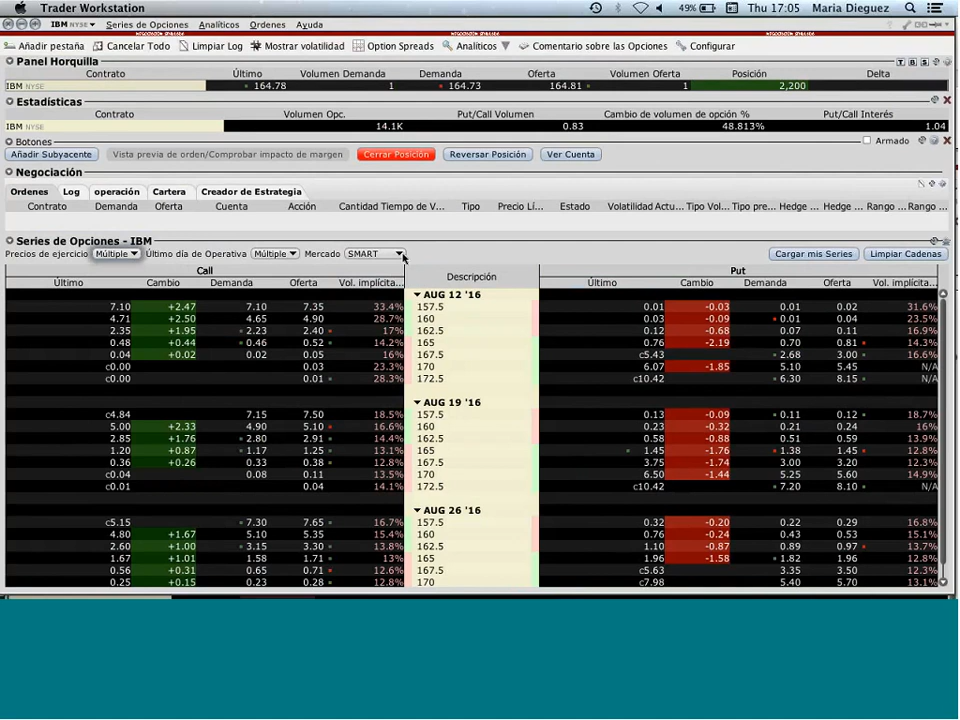 Trader Workstation 49% Thu 17:05 Maria Dieguez
IBM NYSE Series de Opciones Analíticos Ordenes Ayuda
Añadir pestaña Cancelar Todo Limpiar Log Mostrar volatilidad Option Spreads Analíticos Comentario sobre las Opciones Configurar
Panel Horquilla T B S
Contrato Último Volumen Demanda Demanda Oferta Volumen Oferta Posición Delta
IBM NYSE 164.78 1 164.73 164.81 1 2,200
Estadísticas
Contrato Volumen Opc. Put/Call Volumen Cambio de volumen de opción % Put/Call Interés
IBM NYSE 14.1K 0.83 48.813% 1.04
Botones Armado
Añadir Subyacente Vista previa de orden/Comprobar impacto de margen Cerrar Posición Reversar Posición Ver Cuenta
Negociación
Ordenes Log operación Cartera Creador de Estrategia
Contrato Demanda Oferta Cuenta Acción Cantidad Tiempo de V... Tipo Precio Lí... Estado Volatilidad Actu... Tipo Vol... Tipo pre... Hedge ... Hedge ... Rango ... Rango ...
Series de Opciones - IBM
Precios de ejercicio Múltiple Último día de Operativa Múltiple Mercado SMART Cargar mis Series Limpiar Cadenas
Call Descripción Put
Último Cambio Demanda Oferta Vol. implícita... Último Cambio Demanda Oferta Vol. implícita...
AUG 12 '16
7.10 +2.47 7.10 7.35 33.4% 157.5 0.01 -0.03 0.01 0.02 31.6%
4.71 +2.50 4.65 4.90 28.7% 160 0.03 -0.09 0.01 0.04 23.5%
2.35 +1.95 2.23 2.40 17% 162.5 0.12 -0.68 0.07 0.11 16.9%
0.48 +0.44 0.46 0.52 14.2% 165 0.76 -2.19 0.70 0.81 14.3%
0.04 +0.02 0.02 0.05 16% 167.5 c5.43 2.68 3.00 16.6%
c0.00 0.03 23.3% 170 6.07 -1.85 5.10 5.45 N/A
c0.00 0.01 28.3% 172.5 c10.42 6.30 8.15 N/A
AUG 19 '16
c4.84 7.15 7.50 18.5% 157.5 0.13 -0.09 0.11 0.12 18.7%
5.00 +2.33 4.90 5.10 16.6% 160 0.23 -0.32 0.21 0.24 16%
2.85 +1.76 2.80 2.91 14.4% 162.5 0.58 -0.88 0.51 0.59 13.9%
1.20 +0.87 1.17 1.25 13.1% 165 1.45 -1.76 1.38 1.45 12.8%
0.36 +0.26 0.33 0.38 12.8% 167.5 3.75 -1.74 3.00 3.20 12.3%
c0.04 0.08 0.11 13.5% 170 6.50 -1.44 5.25 5.60 14.9%
c0.01 0.04 14.1% 172.5 c10.42 7.20 8.10 N/A
AUG 26 '16
c5.15 7.30 7.65 16.7% 157.5 0.32 -0.20 0.22 0.29 16.8%
4.80 +1.67 5.10 5.35 15.4% 160 0.76 -0.24 0.43 0.53 15.1%
2.60 +1.00 3.15 3.30 13.8% 162.5 1.10 -0.87 0.89 0.97 13.7%
1.67 +1.01 1.58 1.71 13% 165 1.96 -1.58 1.82 1.96 12.8%
0.56 +0.31 0.65 0.71 12.6% 167.5 c5.63 3.35 3.50 12.3%
0.25 +0.15 0.23 0.28 12.8% 170 c7.98 5.40 5.70 13.1%